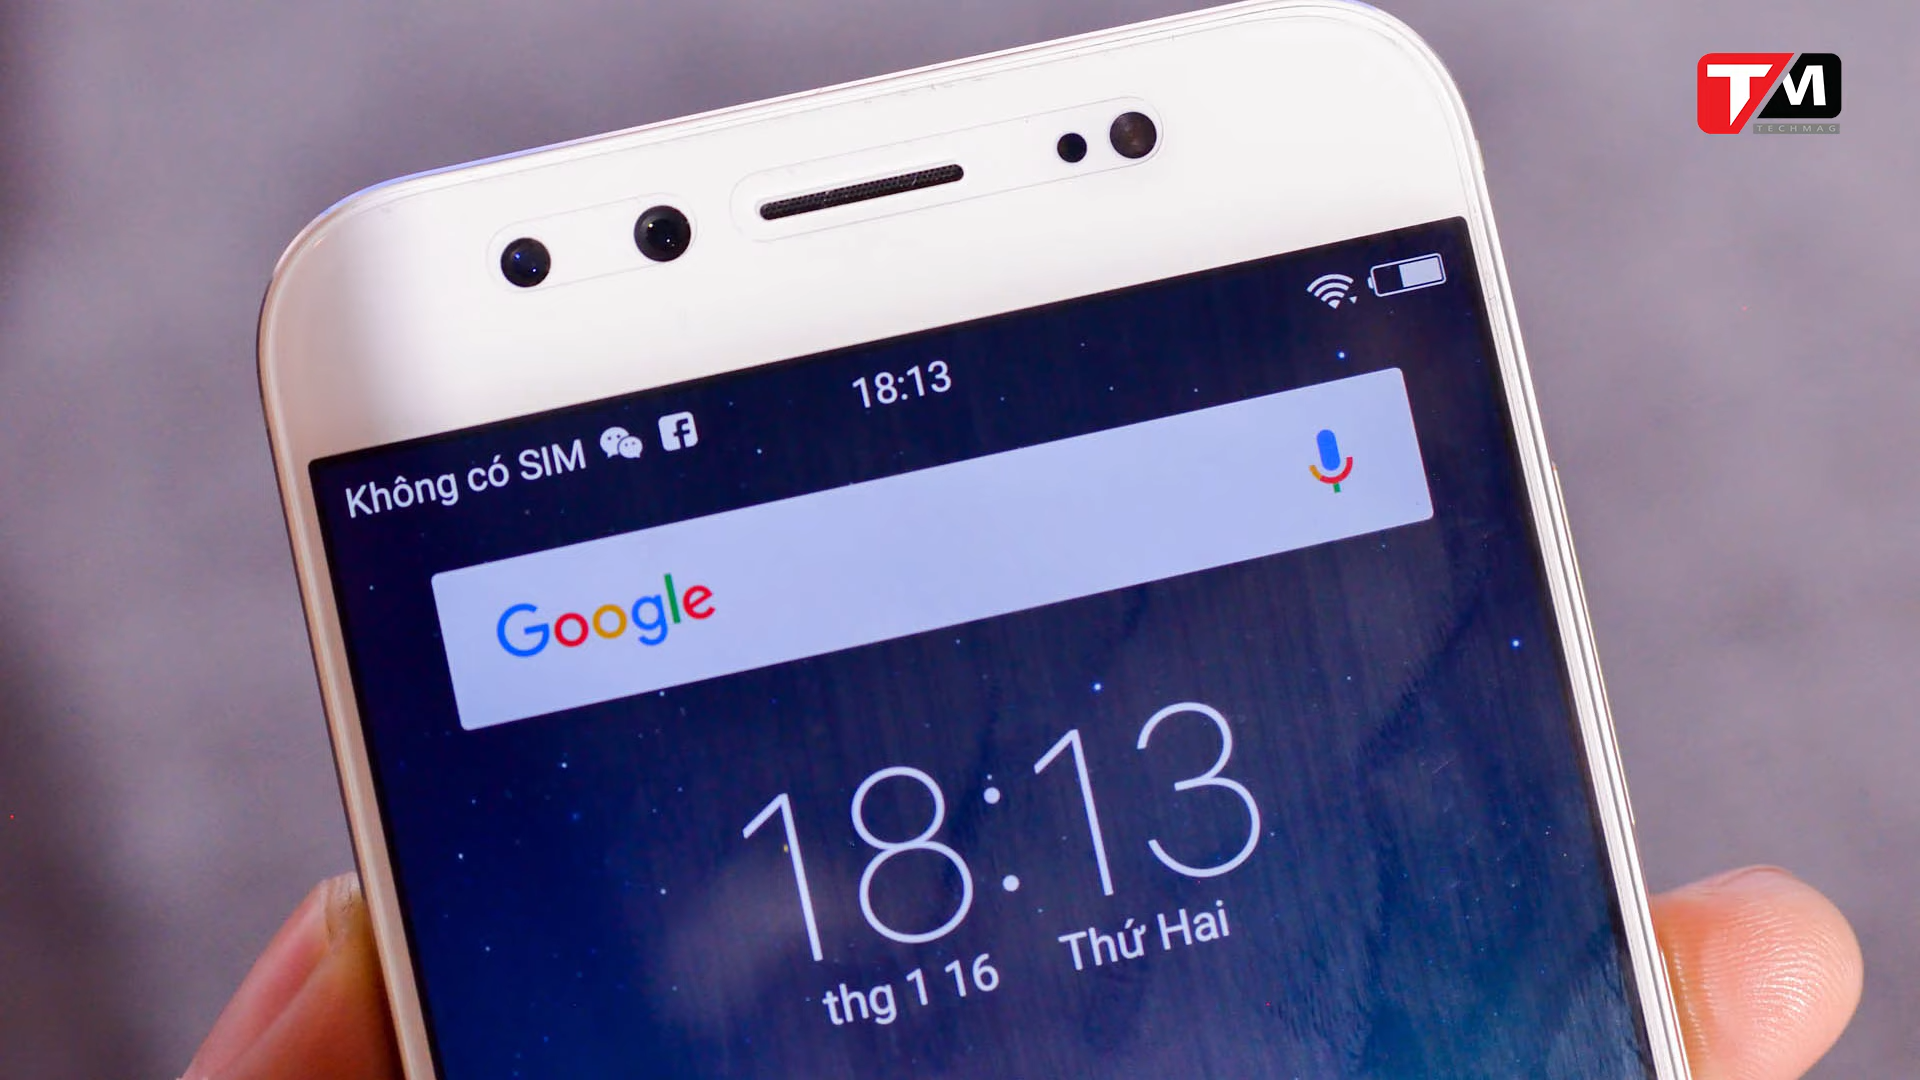 TM
TECHMAG
Không có SIM
18:13
Google
18:13
thg 1 16 Thứ Hai